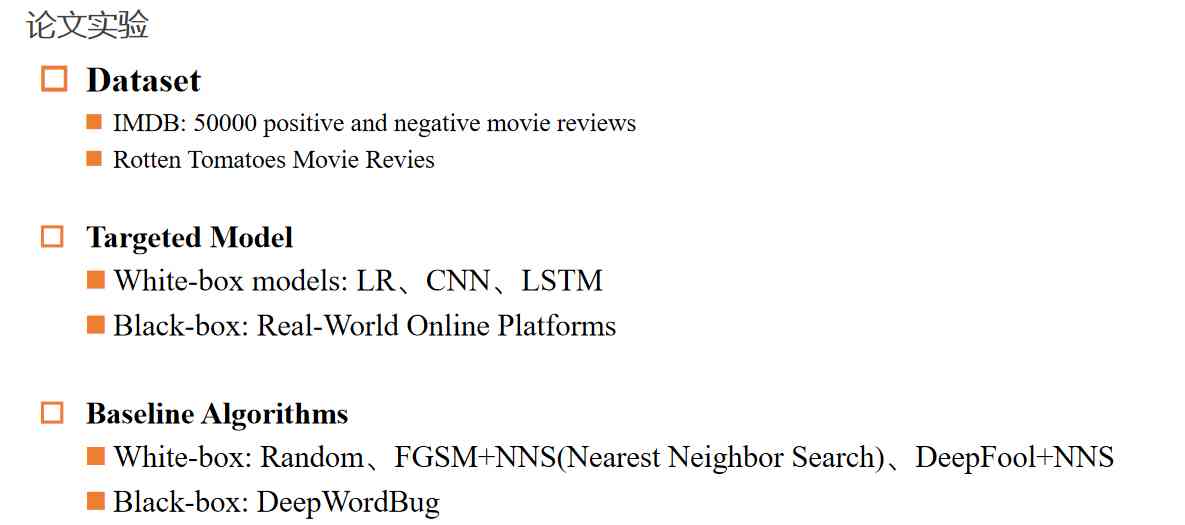 论文实验
Dataset
IMDB: 50000 positive and negative movie reviews
Rotten Tomatoes Movie Revies
Targeted Model
White-box models: LR、CNN、LSTM
Black-box: Real-World Online Platforms
Baseline Algorithms
White-box: Random、FGSM+NNS(Nearest Neighbor Search)、DeepFool+NNS
Black-box: DeepWordBug